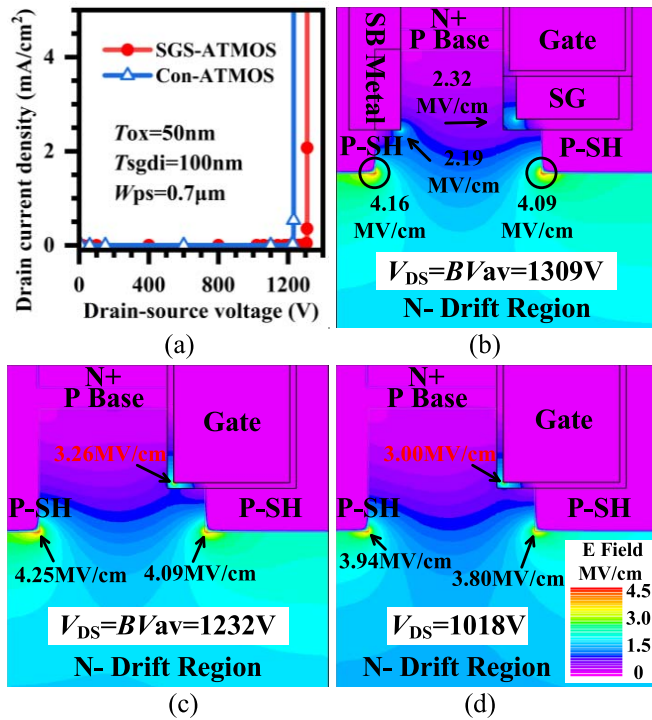 Drain current density (mA/cm²)
4
2
0
SGS-ATMOS
Con-ATMOS
Tox=50nm
Tsgdi=100nm
Wps=0.7μm
0 400 800 1200
Drain-source voltage (V)
(a)
N+
P Base
SB Metal
Gate
SG
2.32
MV/cm
P-SH
P-SH
2.19
MV/cm
4.16
MV/cm
4.09
MV/cm
VDS=BVav=1309V
N- Drift Region
(b)
N+
P Base
Gate
3.26MV/cm
P-SH
P-SH
4.25MV/cm
4.09MV/cm
VDS=BVav=1232V
N- Drift Region
(c)
N+
P Base
Gate
3.00MV/cm
P-SH
P-SH
3.94MV/cm
3.80MV/cm
VDS=1018V
N- Drift Region
E Field
MV/cm
4.5
3.0
1.5
0
(d)